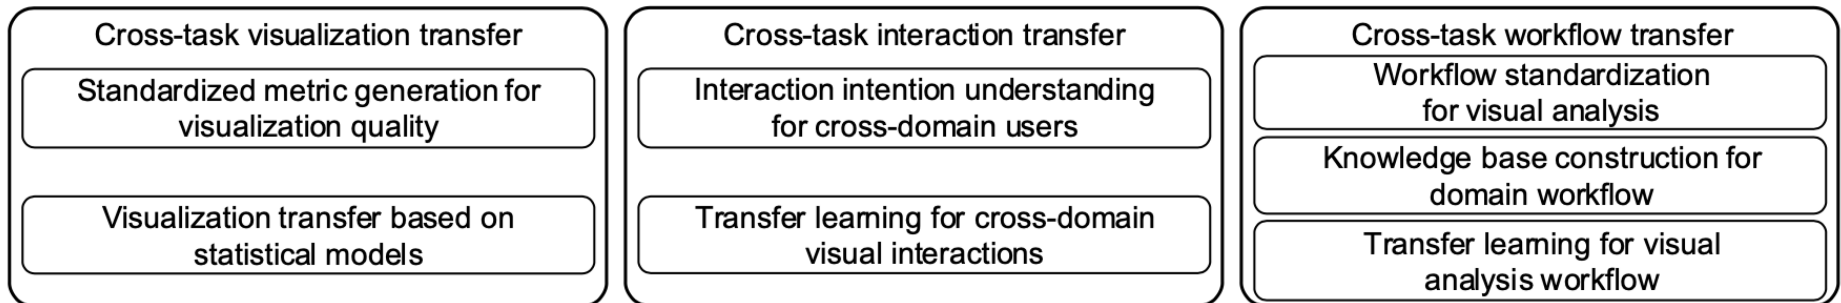 Cross-task visualization transfer
Standardized metric generation for
visualization quality
Visualization transfer based on
statistical models
Cross-task interaction transfer
Interaction intention understanding
for cross-domain users
Transfer learning for cross-domain
visual interactions
Cross-task workflow transfer
Workflow standardization
for visual analysis
Knowledge base construction for
domain workflow
Transfer learning for visual
analysis workflow